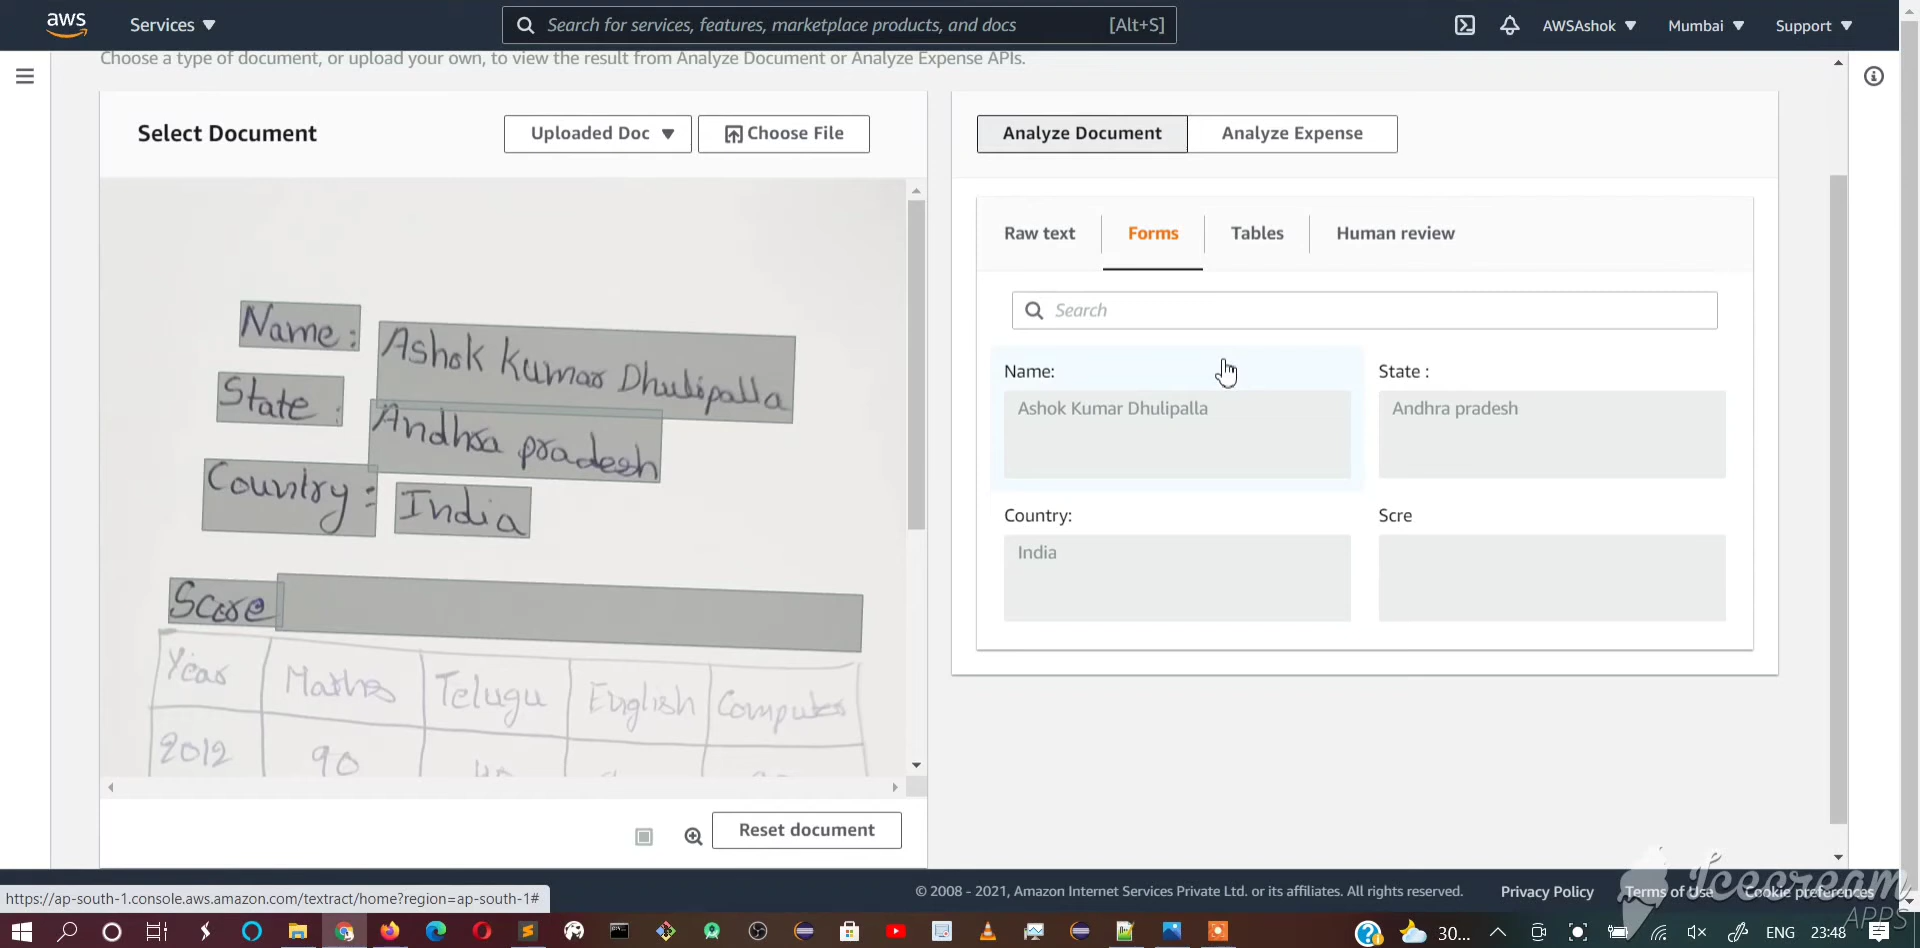 aws
Services
Search for services, features, marketplace products, and docs [Alt+S]
AWSAshok
Mumbai
Support
Choose a type of document, or upload your own, to view the result from Analyze Document or Analyze Expense APIs.
Select Document
Uploaded Doc
Choose File
Name :
Ashok Kumar Dhulipalla
State :
Andhra pradesh
Country :
India
Score
Year Maths Telugu English Computer
2012 90
Reset document
Analyze Document
Analyze Expense
Raw text
Forms
Tables
Human review
Search
Name:
Ashok Kumar Dhulipalla
State :
Andhra pradesh
Country:
India
Scre
https://ap-south-1.console.aws.amazon.com/textract/home?region=ap-south-1#
© 2008 - 2021, Amazon Internet Services Private Ltd. or its affiliates. All rights reserved.
Privacy Policy
Terms of Use
Cookie preferences
Icecream
APPS
30...
ENG
23:48